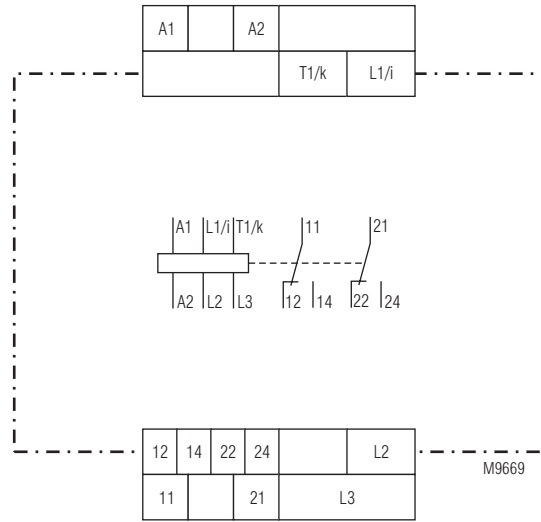 A1 A2
T1/k L1/i
A1 L1/i T1/k 11 21
A2 L2 L3 12 14 22 24
12 14 22 24 L2
M9669
11 21 L3